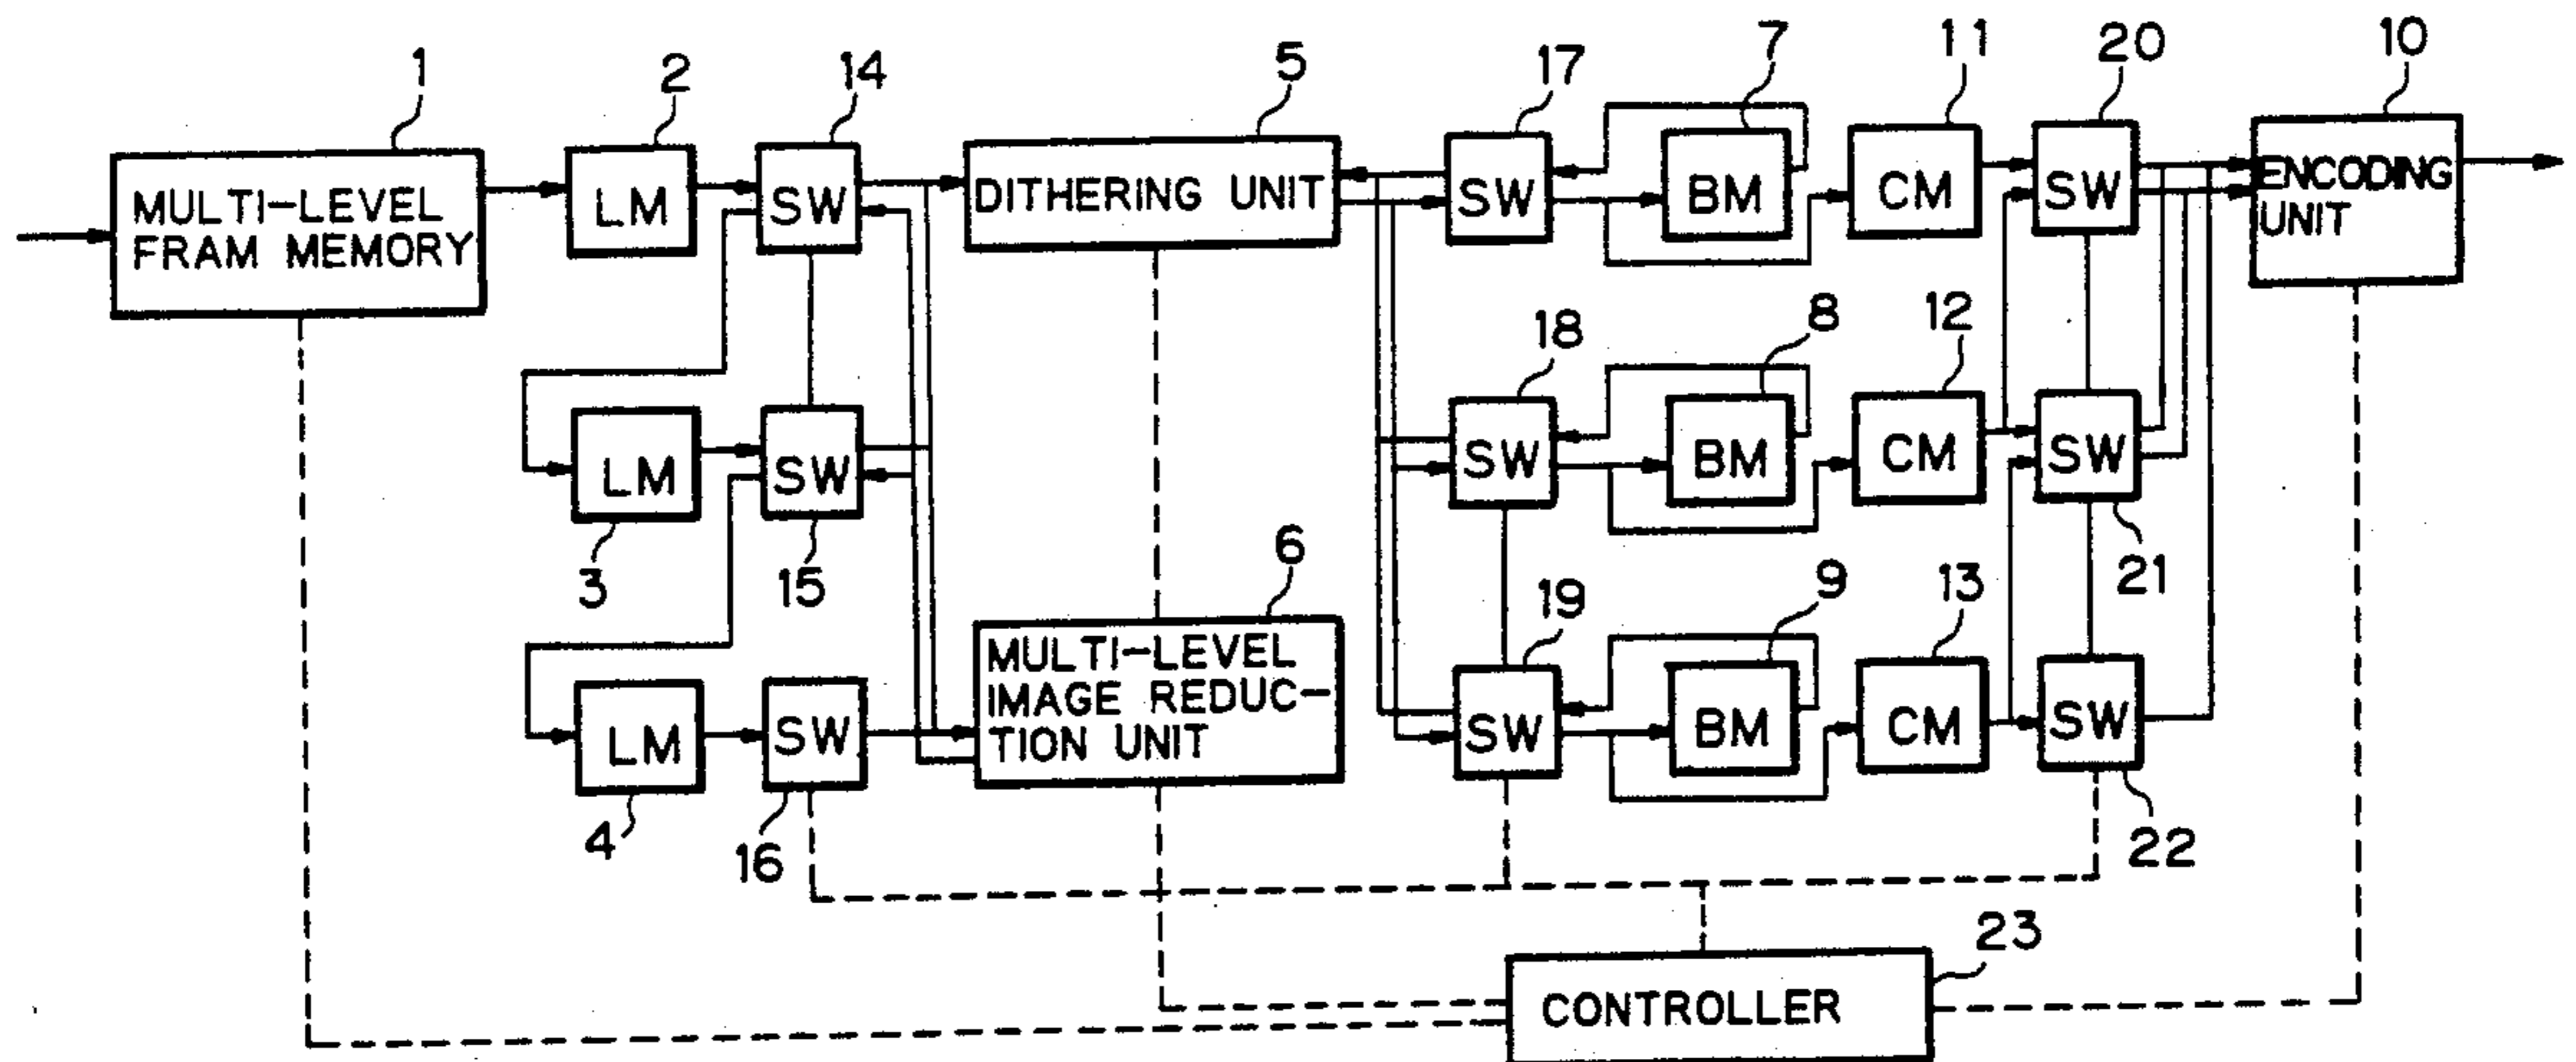 1
2
14
5
17
7
11
20
10
MULTI-LEVEL
FRAM MEMORY
LM
SW
DITHERING UNIT
SW
BM
CM
SW
ENCODING
UNIT
18
8
12
LM
SW
SW
BM
CM
SW
3
15
6
19
9
13
21
LM
SW
MULTI-LEVEL
IMAGE REDUC-
TION UNIT
SW
BM
CM
SW
4
16
22
23
CONTROLLER